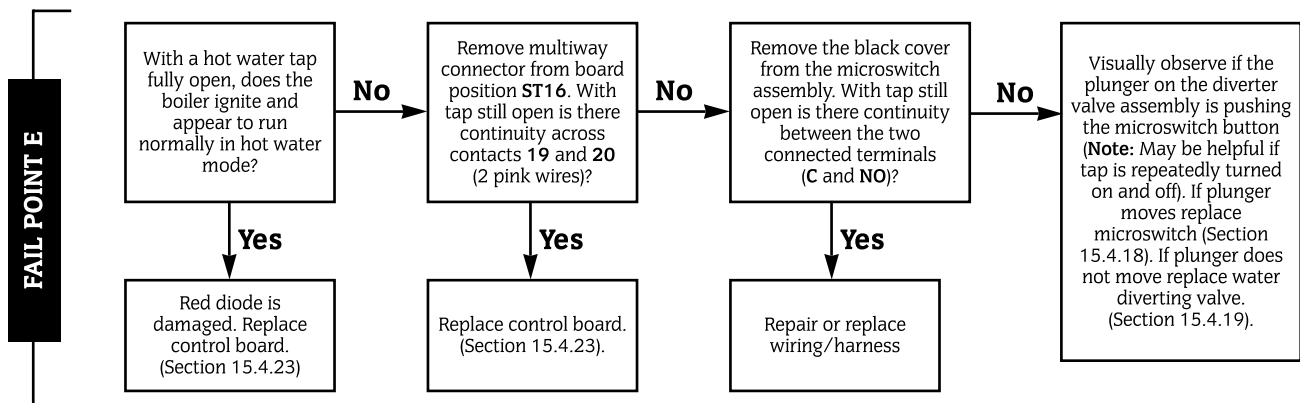 FAIL POINT E
With a hot water tap
fully open, does the
boiler ignite and
appear to run
normally in hot water
mode?
No
Remove multiway
connector from board
position ST16. With
tap still open is there
continuity across
contacts 19 and 20
(2 pink wires)?
No
Remove the black cover
from the microswitch
assembly. With tap still
open is there continuity
between the two
connected terminals
(C and NO)?
No
Visually observe if the
plunger on the diverter
valve assembly is pushing
the microswitch button
(Note: May be helpful if
tap is repeatedly turned
on and off). If plunger
moves replace
microswitch (Section
15.4.18). If plunger does
not move replace water
diverting valve.
(Section 15.4.19).
Yes
Yes
Yes
Red diode is
damaged. Replace
control board.
(Section 15.4.23)
Replace control board.
(Section 15.4.23).
Repair or replace
wiring/harness